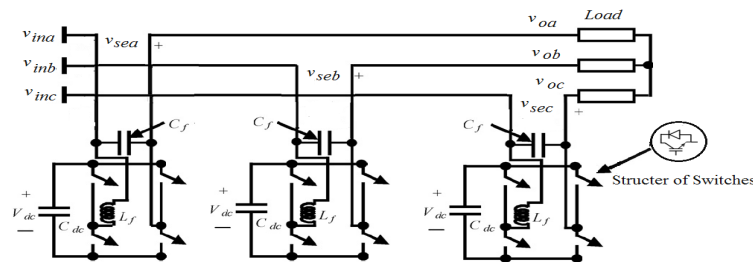 v_ina
v_sea
+
v_oa
Load
v_inb
v_seb
+
v_ob
v_inc
v_sec
+
v_oc
C_f
C_f
C_f
Structer of Switches
+
V_dc
−
C_dc
L_f
+
V_dc
−
C_dc
L_f
+
V_dc
−
C_dc
L_f